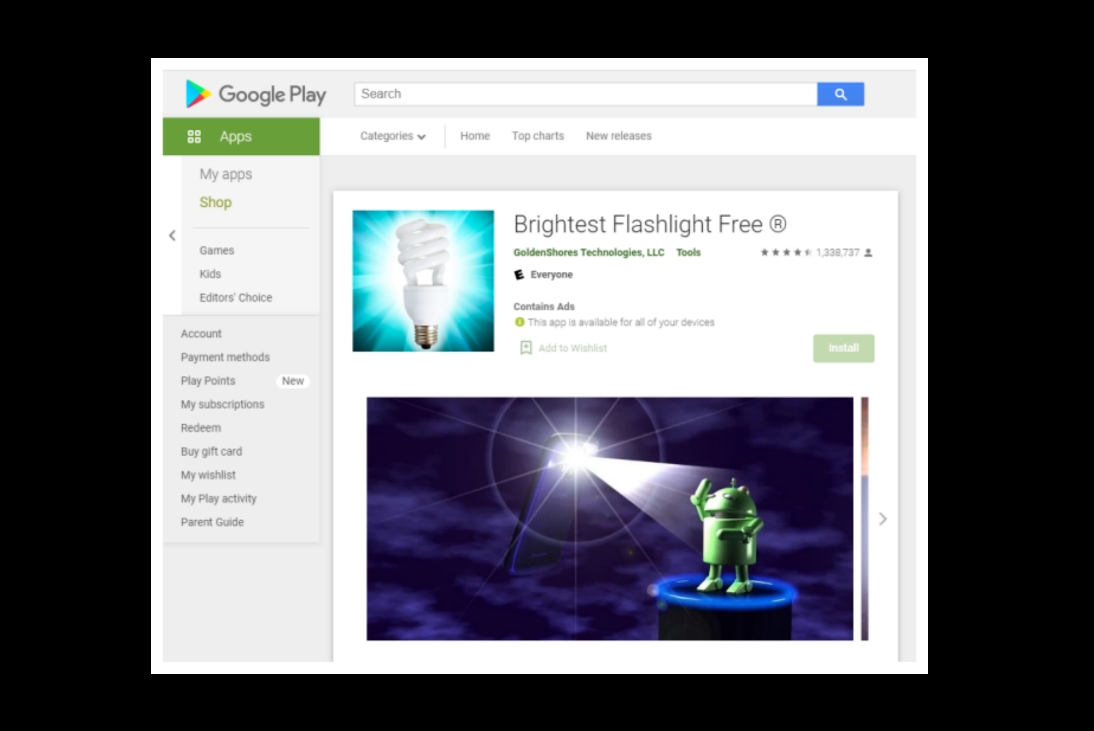 Google Play
Search
Apps
Categories Home Top charts New releases
My apps
Shop
Games
Kids
Editors' Choice
Account
Payment methods
Play Points New
My subscriptions
Redeem
Buy gift card
My wishlist
My Play activity
Parent Guide
Brightest Flashlight Free ®
GoldenShores Technologies, LLC Tools 1,338,737
E Everyone
Contains Ads
This app is available for all of your devices
Add to Wishlist
Install